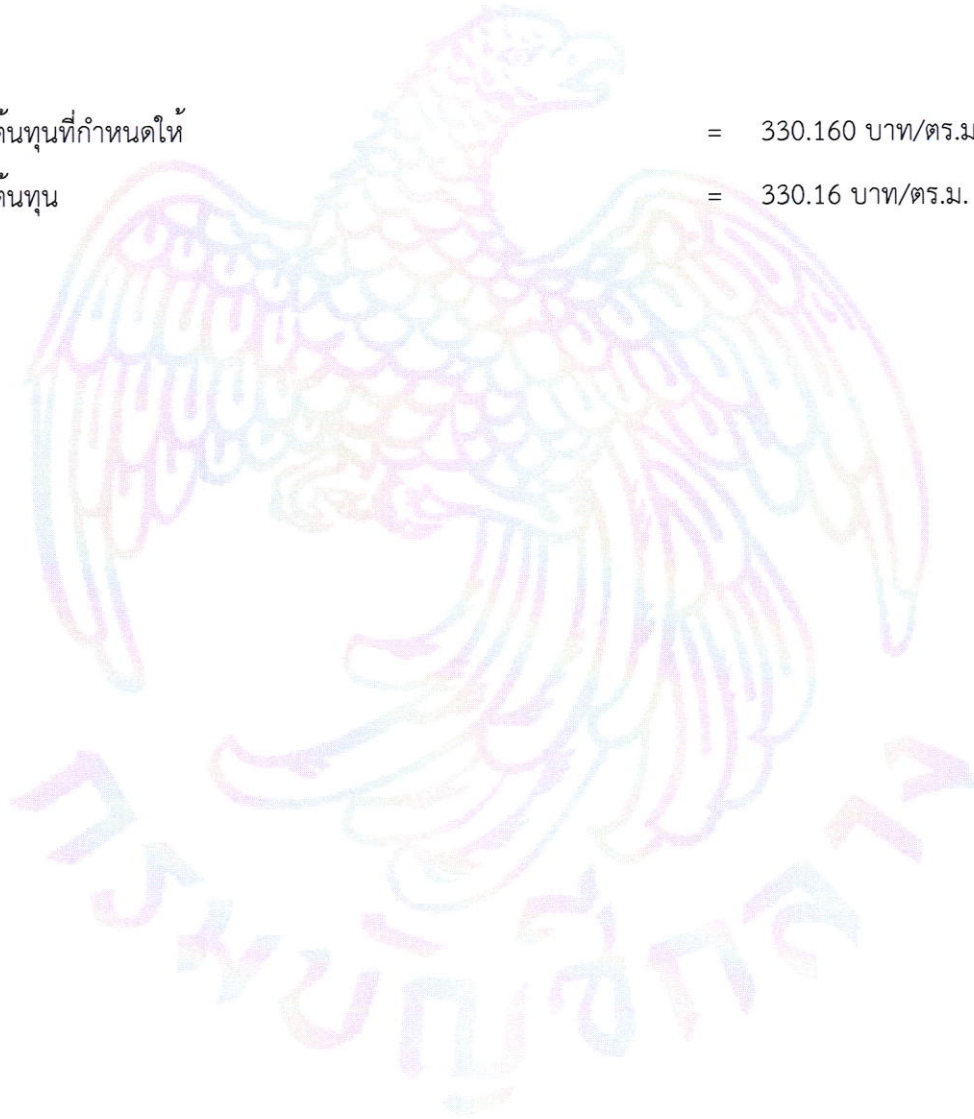 ต้นทุนที่กำหนดให้ = 330.160 บาท/ตร.ม
ต้นทุน = 330.16 บาท/ตร.ม.
กรมบัญชีกลาง